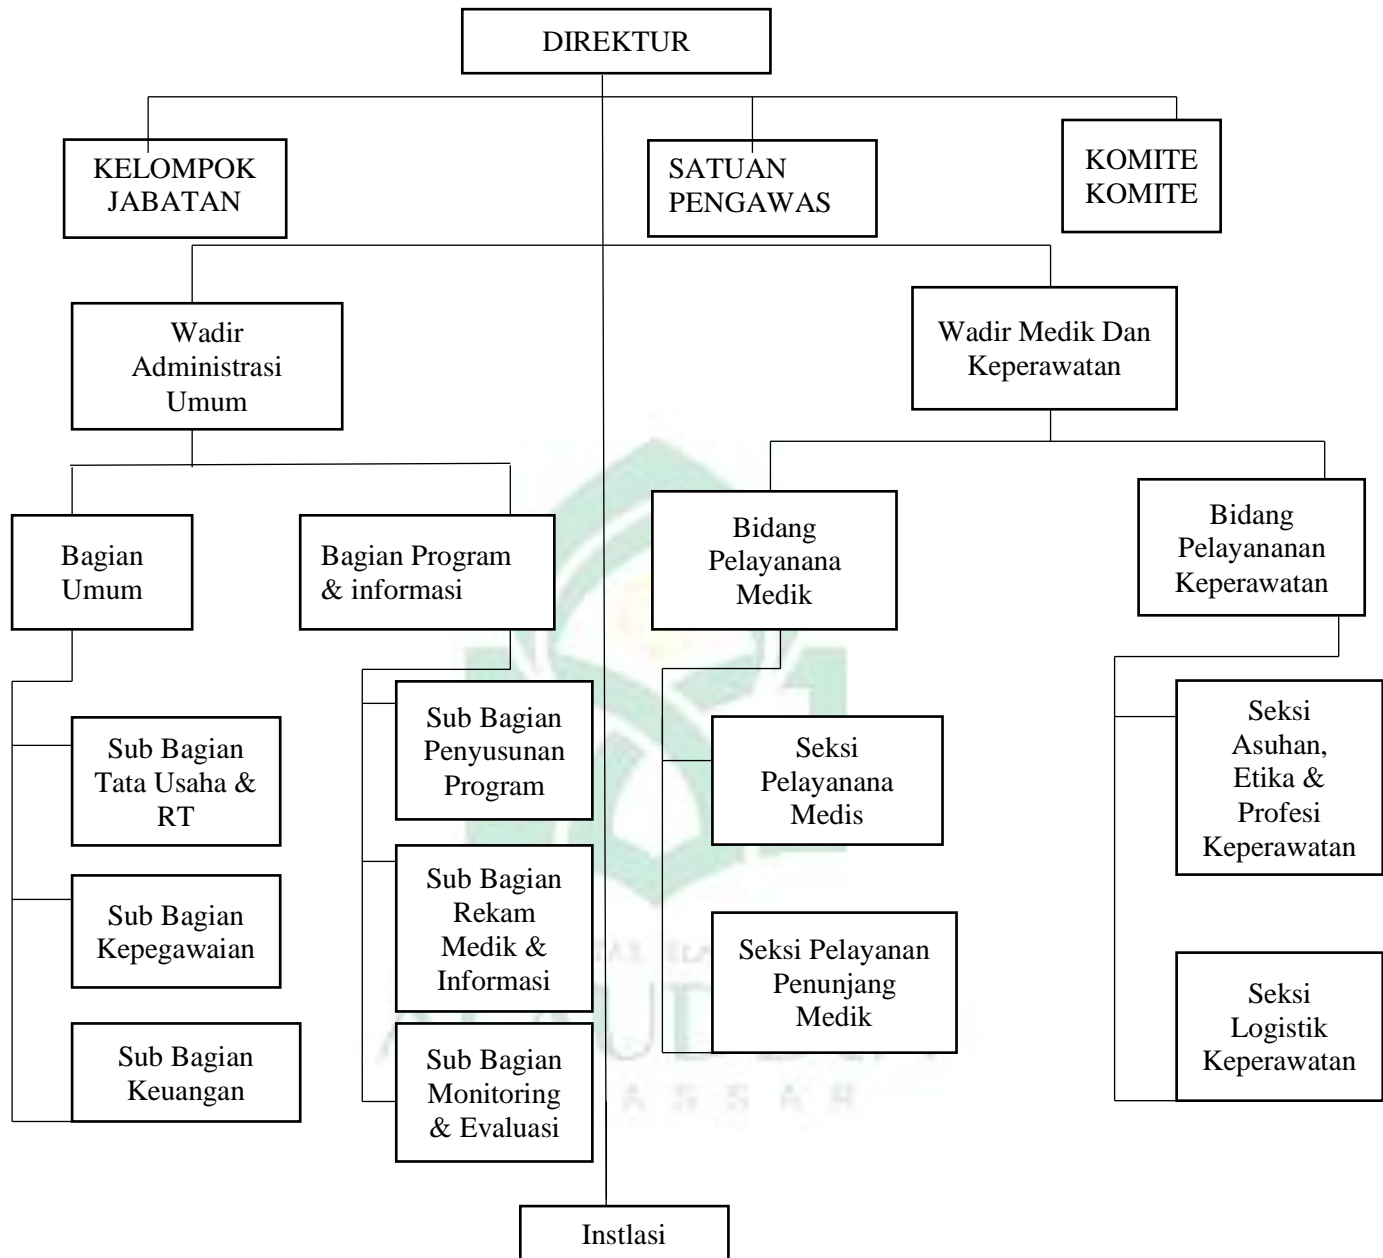 DIREKTUR
KELOMPOK
JABATAN
SATUAN
PENGAWAS
KOMITE
KOMITE
Wadir
Administrasi
Umum
Wadir Medik Dan
Keperawatan
Bagian
Umum
Bagian Program
& informasi
Bidang
Pelayanana
Medik
Bidang
Pelayananan
Keperawatan
Sub Bagian
Tata Usaha &
RT
Sub Bagian
Kepegawaian
Sub Bagian
Keuangan
Sub Bagian
Penyusunan
Program
Sub Bagian
Rekam
Medik &
Informasi
Sub Bagian
Monitoring
& Evaluasi
Seksi
Pelayanana
Medis
Seksi Pelayanan
Penunjang
Medik
Seksi
Asuhan,
Etika &
Profesi
Keperawatan
Seksi
Logistik
Keperawatan
Instlasi